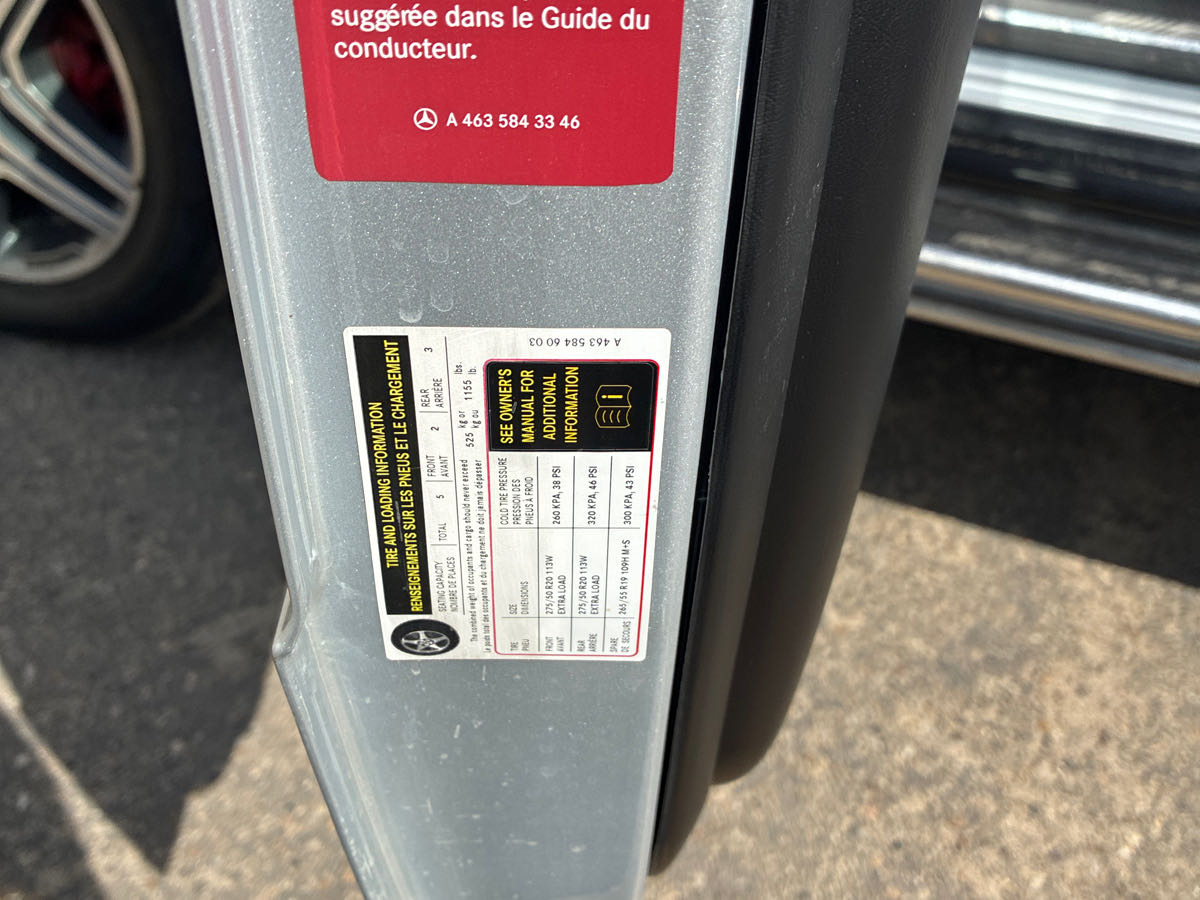 suggérée dans le Guide du
conducteur.
A 463 584 33 46
A 463 584 60 03
TIRE AND LOADING INFORMATION
RENSEIGNEMENTS SUR LES PNEUS ET LE CHARGEMENT
SEATING CAPACITY TOTAL 5 FRONT 2 REAR 3
NOMBRE DE PLACES AVANT ARRIÈRE
The combined weight of occupants and cargo should never exceed 525 kg or 1155 lbs.
Le poids total des occupants et du chargement ne doit jamais dépasser kg ou lb.
TIRE SIZE COLD TIRE PRESSURE
PNEU DIMENSIONS PRESSION DES
PNEUS À FROID
FRONT 275/50 R20 113W 260 KPA, 38 PSI
AVANT EXTRA LOAD
REAR 275/50 R20 113W 320 KPA, 46 PSI
ARRIÈRE EXTRA LOAD
SPARE 265/55 R19 109H M+S 300 KPA, 43 PSI
DE SECOURS
SEE OWNER'S
MANUAL FOR
ADDITIONAL
INFORMATION